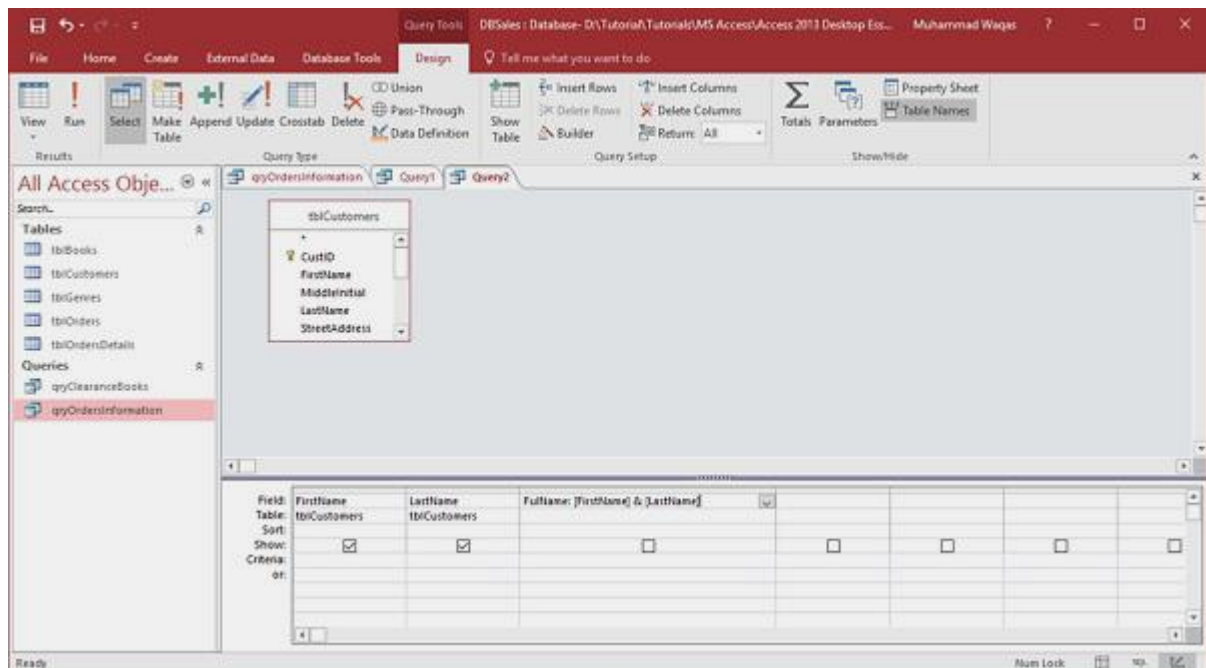 Query Tools DBSales : Database- D:\Tutorial\Tutorials\MS Access\Access 2013 Desktop Ess... Muhammad Waqas ?
File Home Create External Data Database Tools Design Tell me what you want to do
View Run Select Make Table Append Update Crosstab Delete
Union
Pass-Through
Data Definition
Show Table
Insert Rows
Delete Rows
Builder
Insert Columns
Delete Columns
Return: All
Totals Parameters
Property Sheet
Table Names
Results Query Type Query Setup Show/Hide
All Access Obje...
qryOrdersInformation Query1 Query2
Search...
Tables
tblBooks
tblCustomers
tblGenres
tblOrders
tblOrdersDetails
Queries
qryClearanceBooks
qryOrdersInformation
tblCustomers
*
CustID
FirstName
MiddleInitial
LastName
StreetAddress
Field: FirstName LastName FullName: [FirstName] & [LastName]
Table: tblCustomers tblCustomers
Sort:
Show:
Criteria:
or:
Ready Num Lock SQL